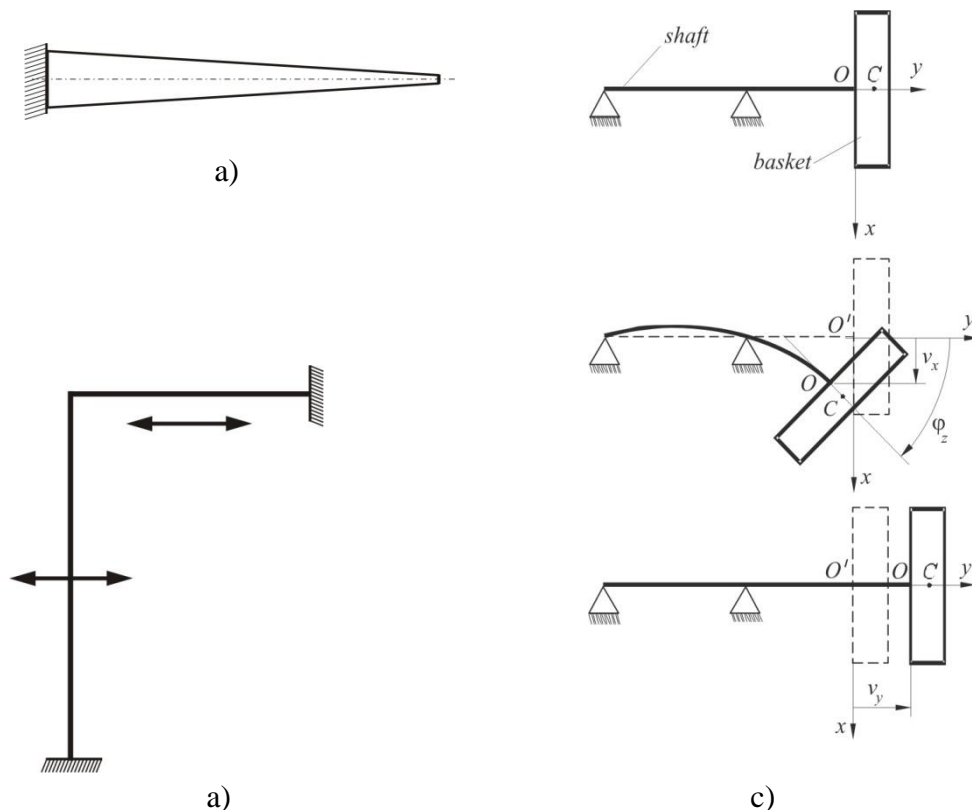 a)
shaft
O C y
basket
x
O' y
v_x
O
C
φ_z
x
O' O C y
v_y
x
a)
c)